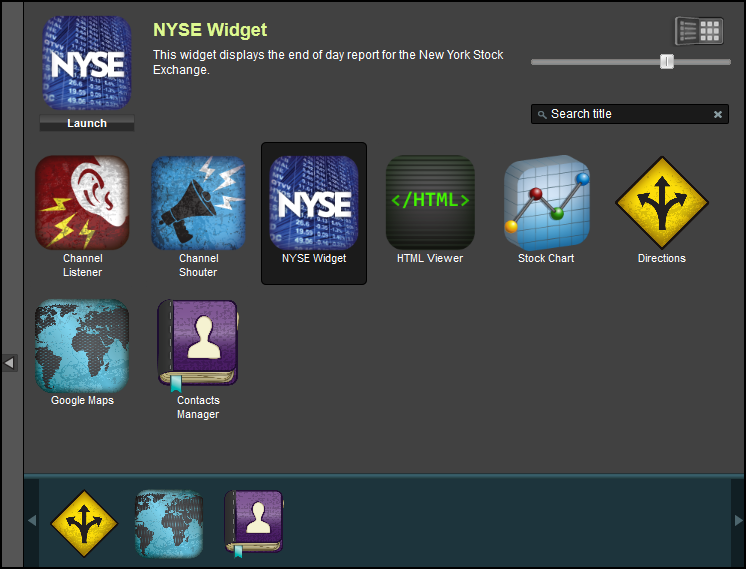 NYSE
NYSE Widget
This widget displays the end of day report for the New York Stock
Exchange.
Launch
Search title
NYSE
</HTML>
Channel
Listener
Channel
Shouter
NYSE Widget
HTML Viewer
Stock Chart
Directions
Google Maps
Contacts
Manager